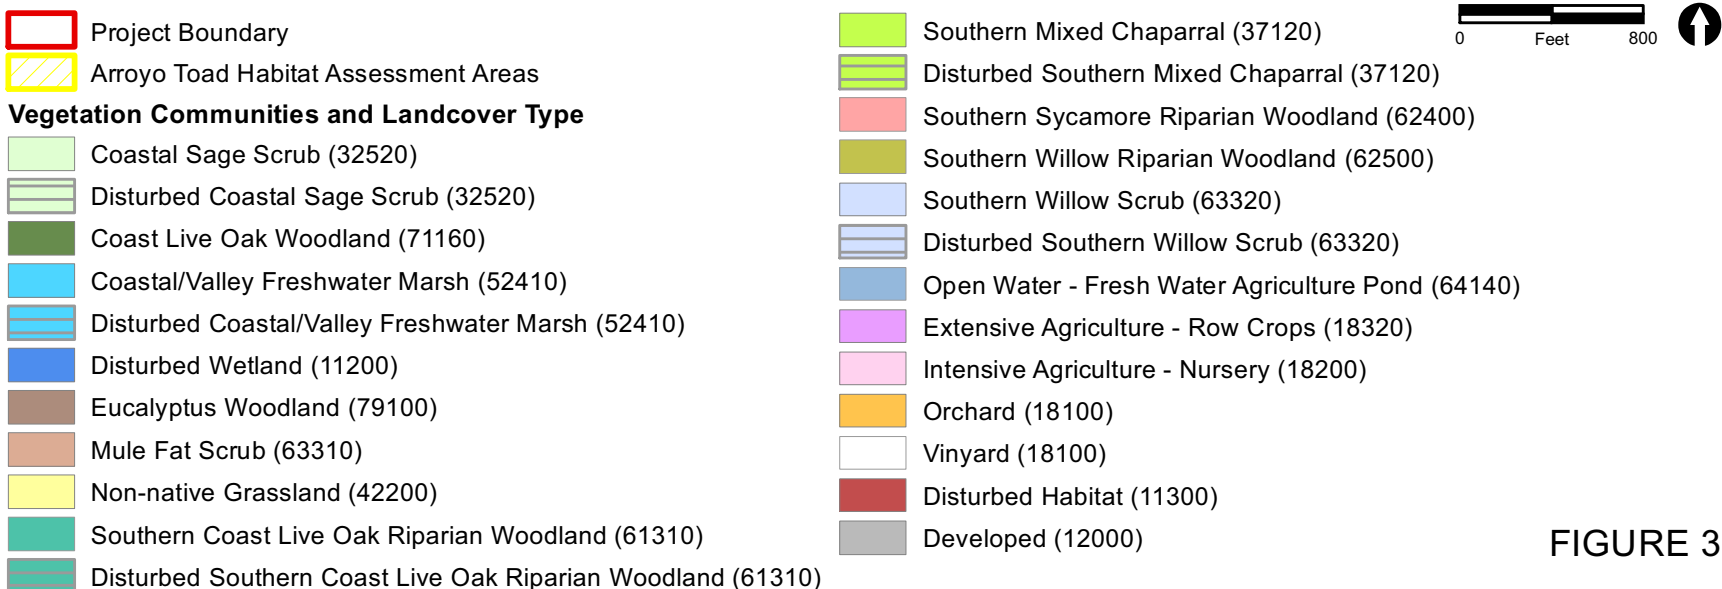 Project Boundary
Arroyo Toad Habitat Assessment Areas
Vegetation Communities and Landcover Type
Coastal Sage Scrub (32520)
Disturbed Coastal Sage Scrub (32520)
Coast Live Oak Woodland (71160)
Coastal/Valley Freshwater Marsh (52410)
Disturbed Coastal/Valley Freshwater Marsh (52410)
Disturbed Wetland (11200)
Eucalyptus Woodland (79100)
Mule Fat Scrub (63310)
Non-native Grassland (42200)
Southern Coast Live Oak Riparian Woodland (61310)
Disturbed Southern Coast Live Oak Riparian Woodland (61310)
Southern Mixed Chaparral (37120)
Disturbed Southern Mixed Chaparral (37120)
Southern Sycamore Riparian Woodland (62400)
Southern Willow Riparian Woodland (62500)
Southern Willow Scrub (63320)
Disturbed Southern Willow Scrub (63320)
Open Water - Fresh Water Agriculture Pond (64140)
Extensive Agriculture - Row Crops (18320)
Intensive Agriculture - Nursery (18200)
Orchard (18100)
Vinyard (18100)
Disturbed Habitat (11300)
Developed (12000)
0 Feet 800
FIGURE 3